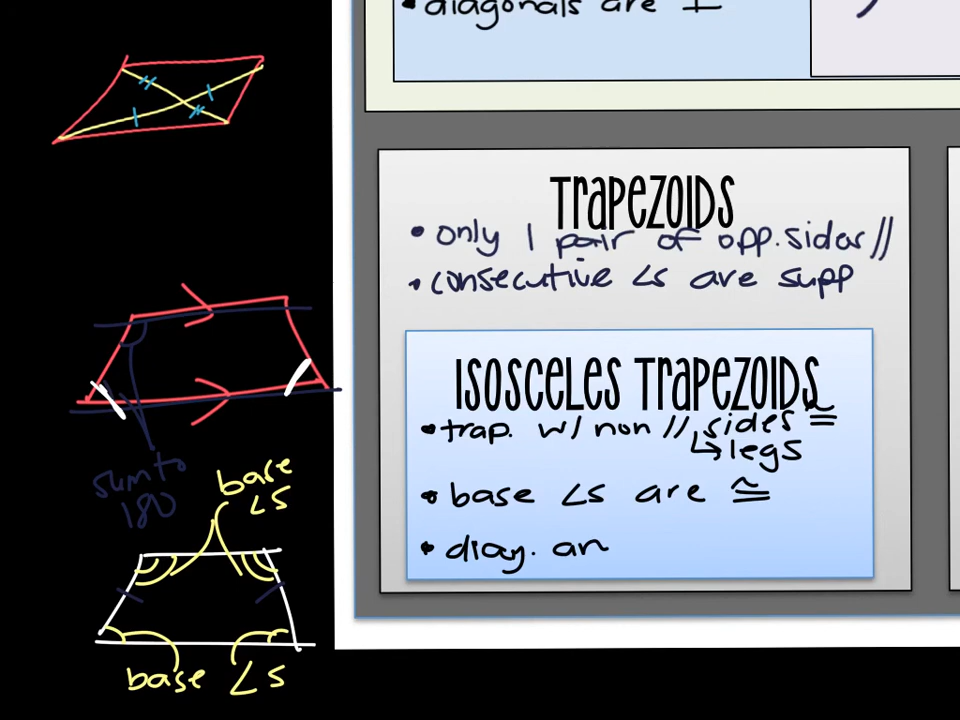 • diagonals are ⊥
TRAPEZOIDS
• only 1 pair of opp. sides //
• consecutive ∠s are supp
ISOSCELES TRAPEZOIDS
• trap. w/ non // sides ≅
↳ legs
• base ∠s are ≅
• diag. an
sum to
180
base
∠s
base ∠s